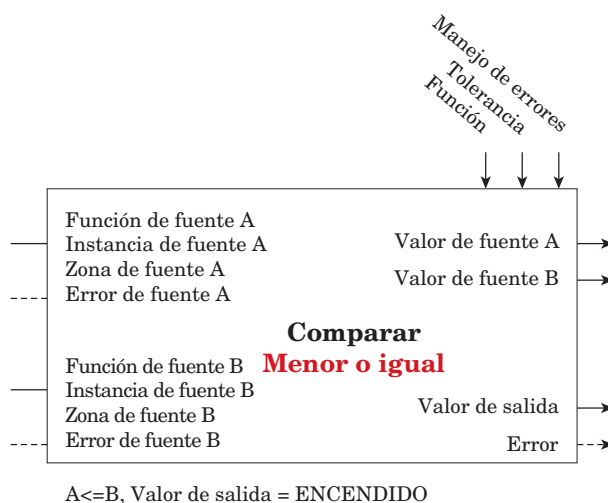 Manejo de errores
Tolerancia
Función
Función de fuente A
Instancia de fuente A
Zona de fuente A
Error de fuente A
Valor de fuente A
Valor de fuente B
Comparar
Menor o igual
Función de fuente B
Instancia de fuente B
Zona de fuente B
Error de fuente B
Valor de salida
Error
A<=B, Valor de salida = ENCENDIDO